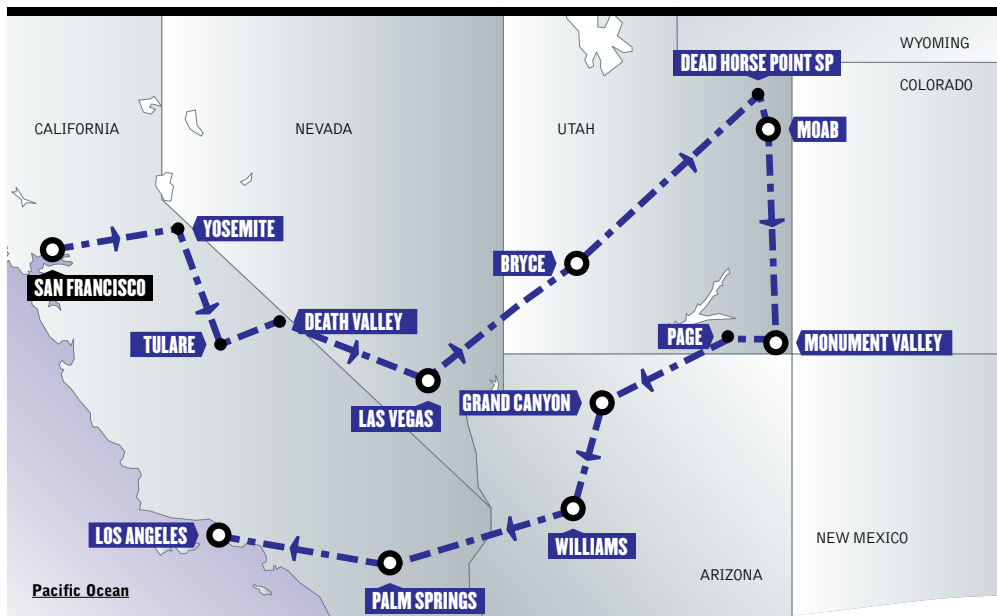 WYOMING
DEAD HORSE POINT SP
COLORADO
CALIFORNIA
NEVADA
UTAH
MOAB
YOSEMITE
BRYCE
SAN FRANCISCO
DEATH VALLEY
TULARE
PAGE
MONUMENT VALLEY
LAS VEGAS
GRAND CANYON
LOS ANGELES
WILLIAMS
NEW MEXICO
ARIZONA
Pacific Ocean
PALM SPRINGS